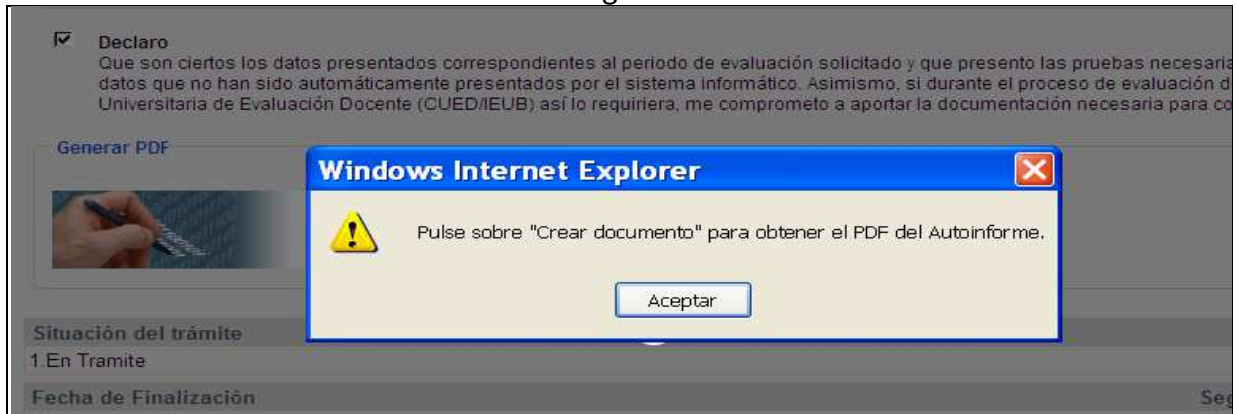 Declaro
Que son ciertos los datos presentados correspondientes al periodo de evaluación solicitado y que presento las pruebas necesaria
datos que no han sido automáticamente presentados por el sistema informático. Asimismo, si durante el proceso de evaluación d
Universitaria de Evaluación Docente (CUED/IEUB) así lo requiriera, me comprometo a aportar la documentación necesaria para co
Generar PDF
Windows Internet Explorer
Pulse sobre "Crear documento" para obtener el PDF del Autoinforme.
Aceptar
Situación del trámite
1.En Tramite
Fecha de Finalización Seg